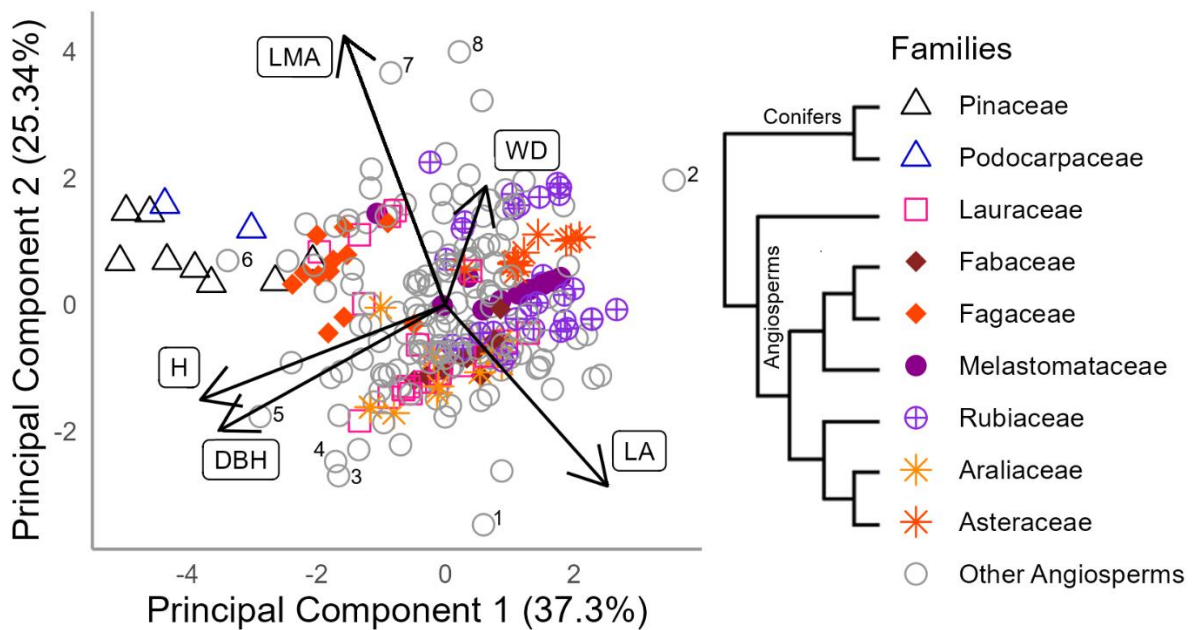 Principal Component 2 (25.34%)
4
2
0
-2
-4
-2
0
2
Principal Component 1 (37.3%)
LMA
WD
H
DBH
LA
7
8
2
6
5
4
3
1
Families
Conifers
Angiosperms
Pinaceae
Podocarpaceae
Lauraceae
Fabaceae
Fagaceae
Melastomataceae
Rubiaceae
Araliaceae
Asteraceae
Other Angiosperms